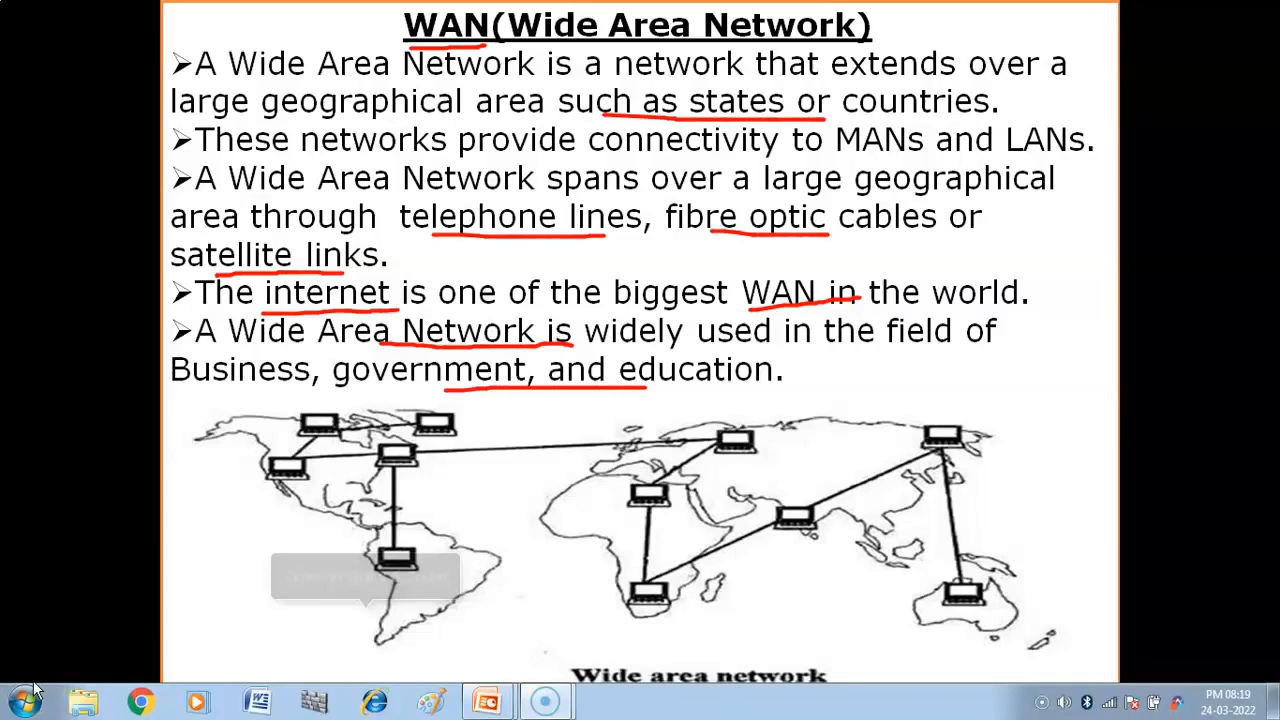 WAN(Wide Area Network)
➢A Wide Area Network is a network that extends over a
large geographical area such as states or countries.
➢These networks provide connectivity to MANs and LANs.
➢A Wide Area Network spans over a large geographical
area through telephone lines, fibre optic cables or
satellite links.
➢The internet is one of the biggest WAN in the world.
➢A Wide Area Network is widely used in the field of
Business, government, and education.
Wide area network
PM 08:19
24-03-2022